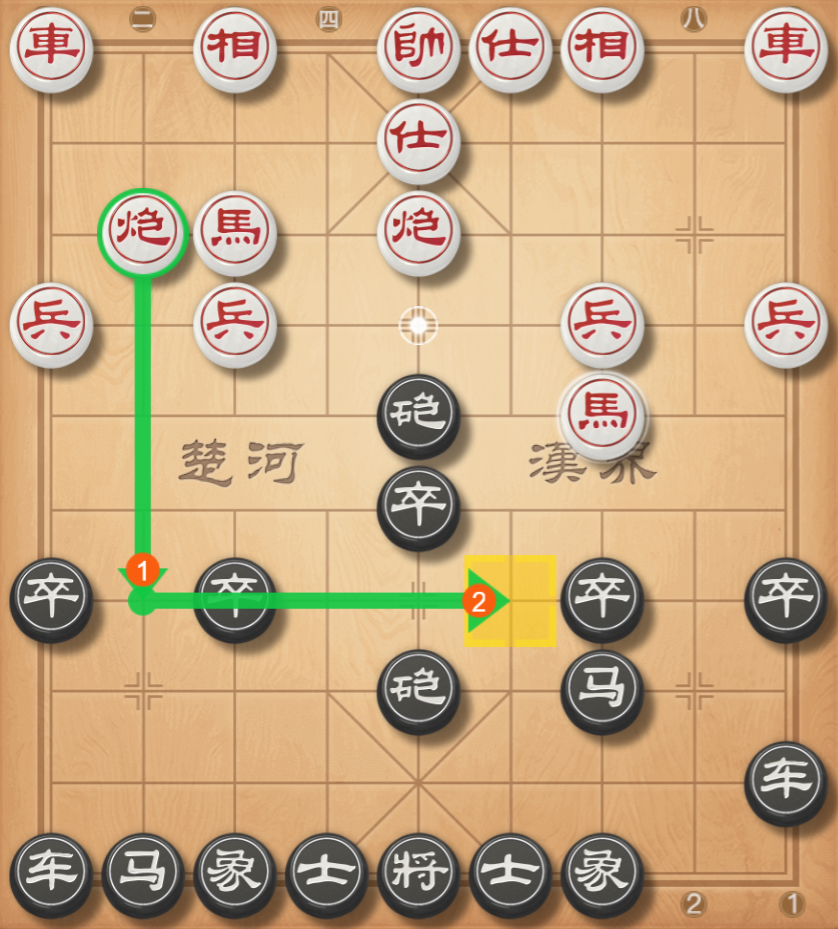 二 四 八
車 相 帥 仕 相 車
仕
炮 馬 炮
兵 兵 兵 兵
砲 馬
楚河 漢界
卒
1
卒 卒 2 卒 卒
砲 马
车
车 马 象 士 將 士 象
2 1